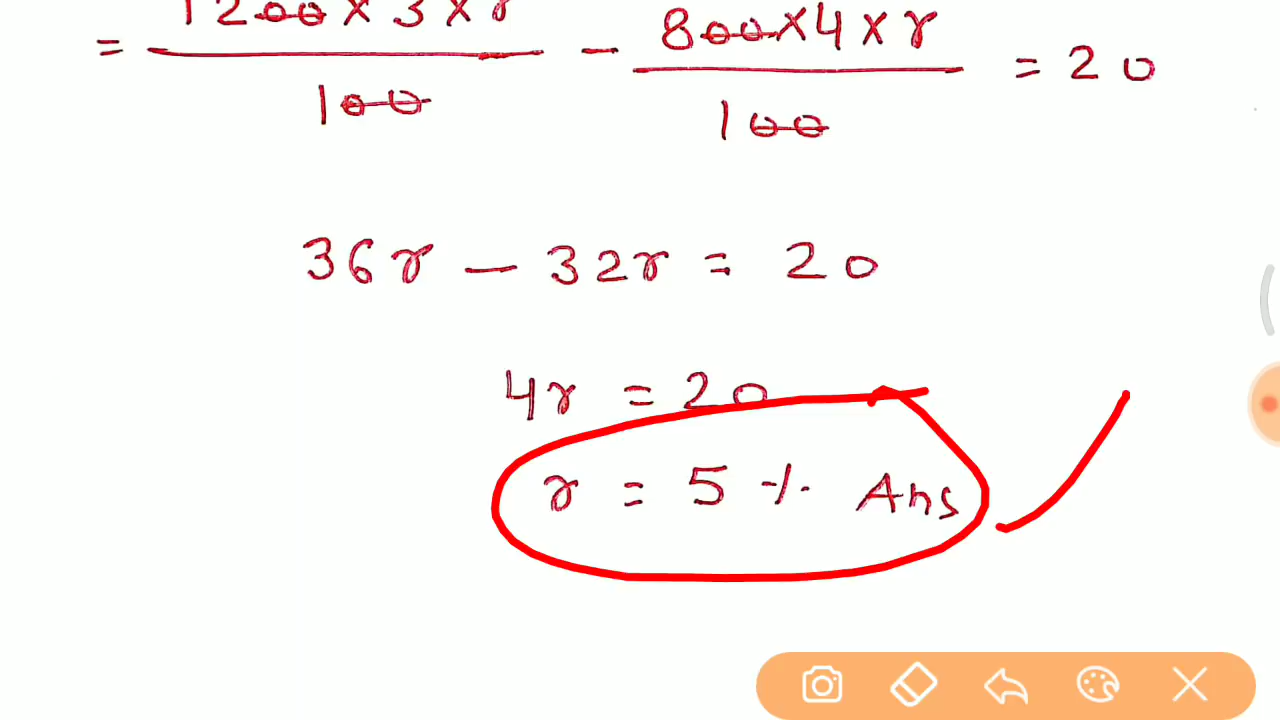 = 1200 × 3 × r / 100 - 800 × 4 × r / 100 = 20
36r - 32r = 20
4r = 20
r = 5 % Ans